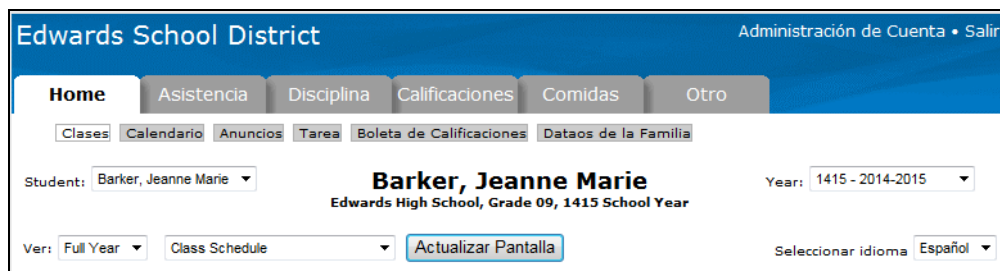 Edwards School District Administración de Cuenta • Salir
Home Asistencia Disciplina Calificaciones Comidas Otro
Clases Calendario Anuncios Tarea Boleta de Calificaciones Dataos de la Familia
Student: Barker, Jeanne Marie Barker, Jeanne Marie Year: 1415 - 2014-2015
Edwards High School, Grade 09, 1415 School Year
Ver: Full Year Class Schedule Actualizar Pantalla Seleccionar idioma Español